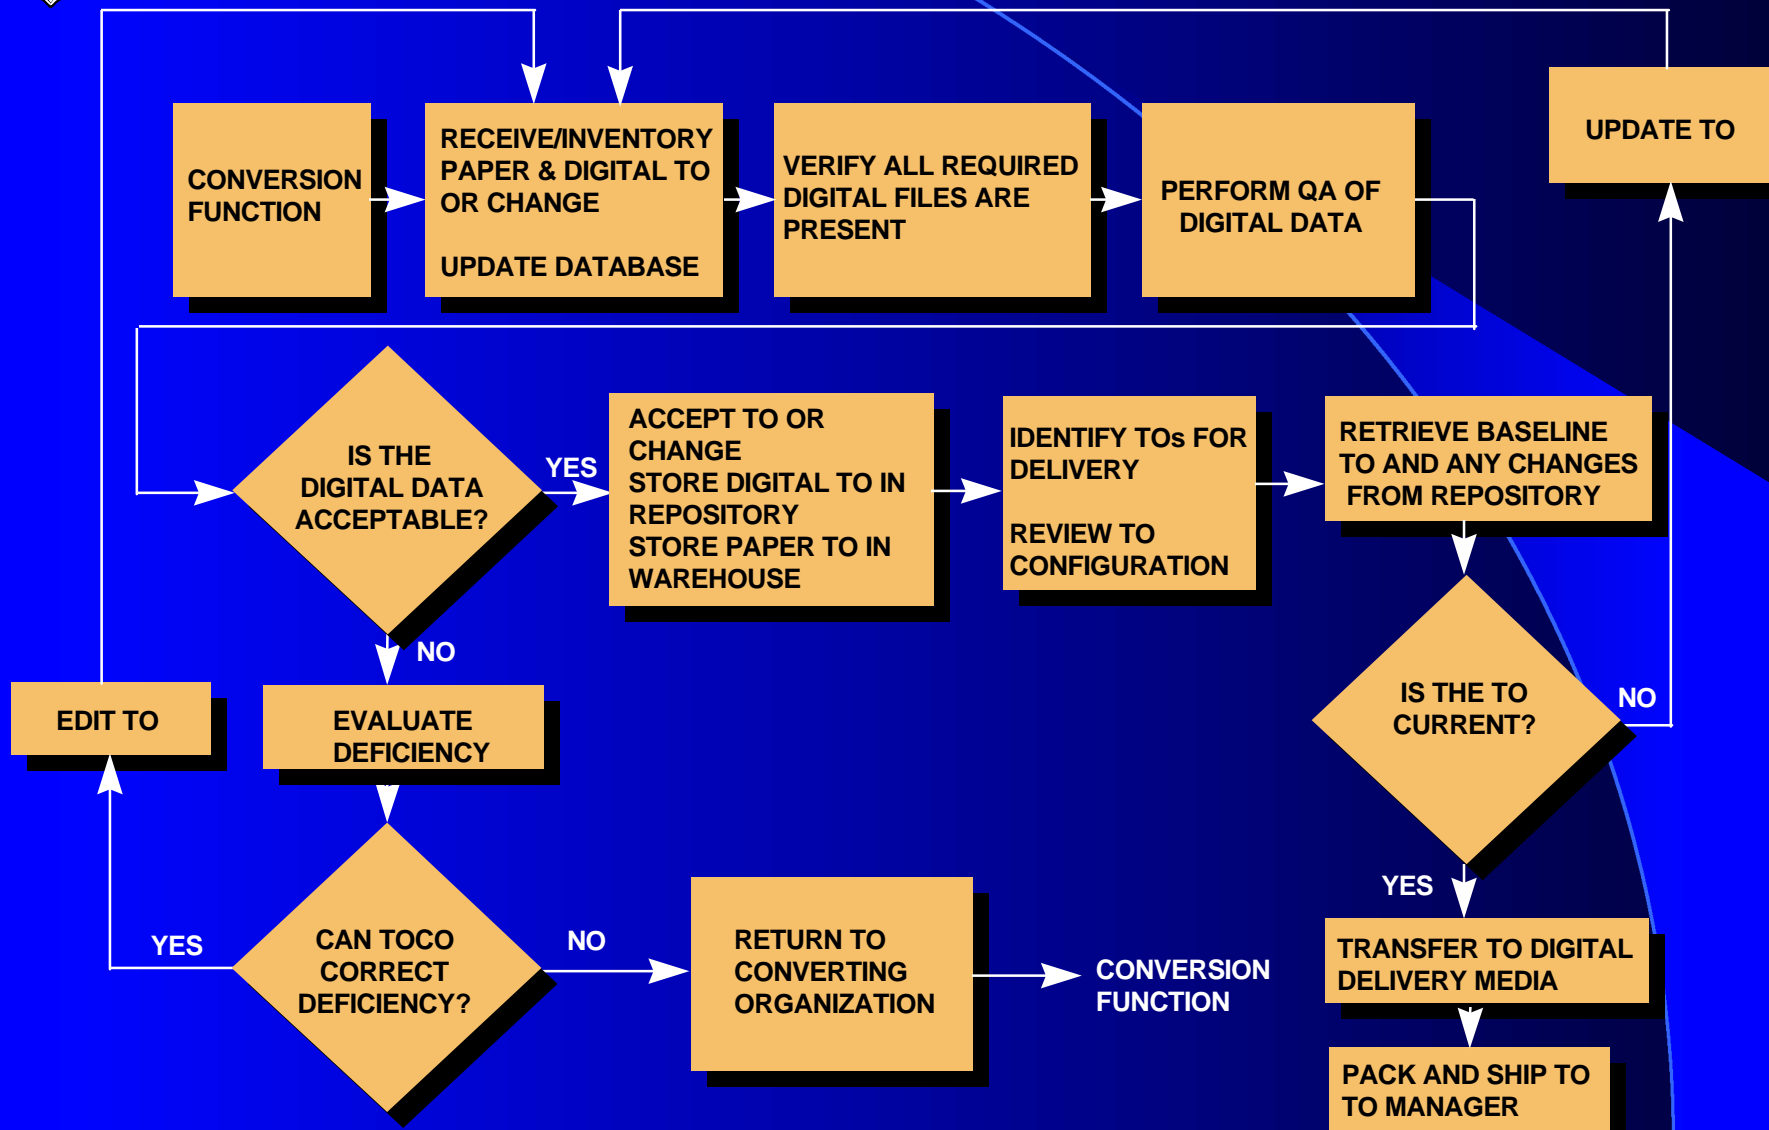 CONVERSION
FUNCTION
RECEIVE/INVENTORY
PAPER & DIGITAL TO
OR CHANGE
UPDATE DATABASE
VERIFY ALL REQUIRED
DIGITAL FILES ARE
PRESENT
PERFORM QA OF
DIGITAL DATA
UPDATE TO
IS THE
DIGITAL DATA
ACCEPTABLE?
YES
ACCEPT TO OR
CHANGE
STORE DIGITAL TO IN
REPOSITORY
STORE PAPER TO IN
WAREHOUSE
IDENTIFY TOs FOR
DELIVERY
REVIEW TO
CONFIGURATION
RETRIEVE BASELINE
TO AND ANY CHANGES
FROM REPOSITORY
NO
EDIT TO
EVALUATE
DEFICIENCY
IS THE TO
CURRENT?
NO
YES
CAN TOCO
CORRECT
DEFICIENCY?
YES
NO
RETURN TO
CONVERTING
ORGANIZATION
CONVERSION
FUNCTION
TRANSFER TO DIGITAL
DELIVERY MEDIA
PACK AND SHIP TO
TO MANAGER